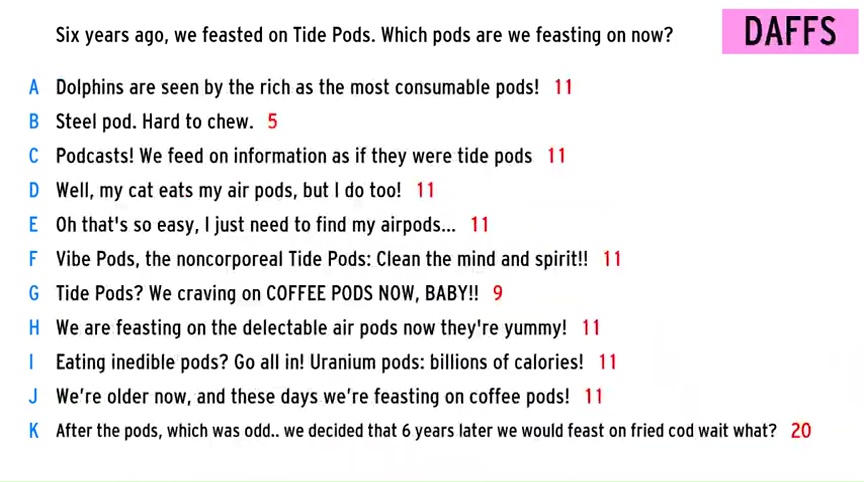 Six years ago, we feasted on Tide Pods. Which pods are we feasting on now?
DAFFS
A Dolphins are seen by the rich as the most consumable pods! 11
B Steel pod. Hard to chew. 5
C Podcasts! We feed on information as if they were tide pods 11
D Well, my cat eats my air pods, but I do too! 11
E Oh that's so easy, I just need to find my airpods... 11
F Vibe Pods, the noncorporeal Tide Pods: Clean the mind and spirit!! 11
G Tide Pods? We craving on COFFEE PODS NOW, BABY!! 9
H We are feasting on the delectable air pods now they're yummy! 11
I Eating inedible pods? Go all in! Uranium pods: billions of calories! 11
J We're older now, and these days we're feasting on coffee pods! 11
K After the pods, which was odd.. we decided that 6 years later we would feast on fried cod wait what? 20